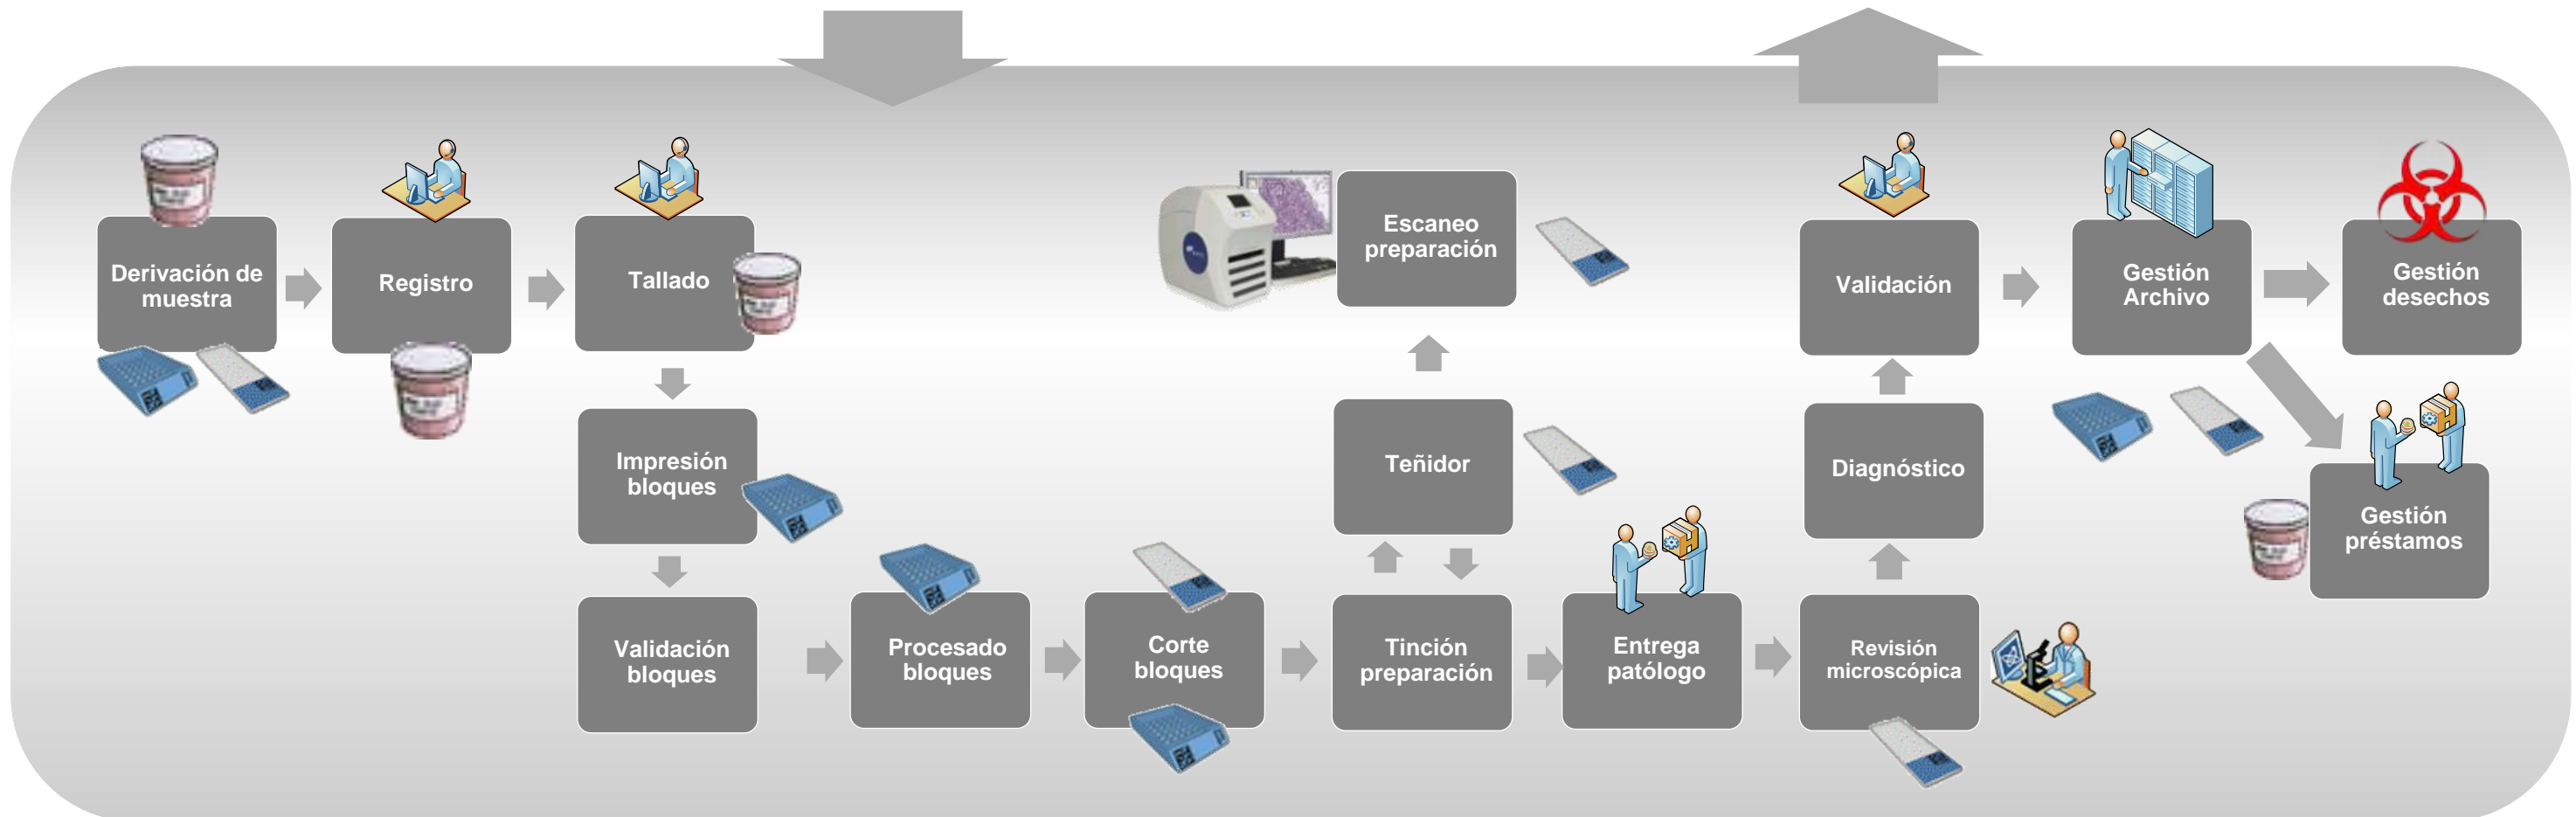 Derivación de
muestra
Registro
Tallado
Impresión
bloques
Validación
bloques
Procesado
bloques
Corte
bloques
Tinción
preparación
Teñidor
Escaneo
preparación
Entrega
patólogo
Revisión
microscópica
Diagnóstico
Validación
Gestión
Archivo
Gestión
desechos
Gestión
préstamos